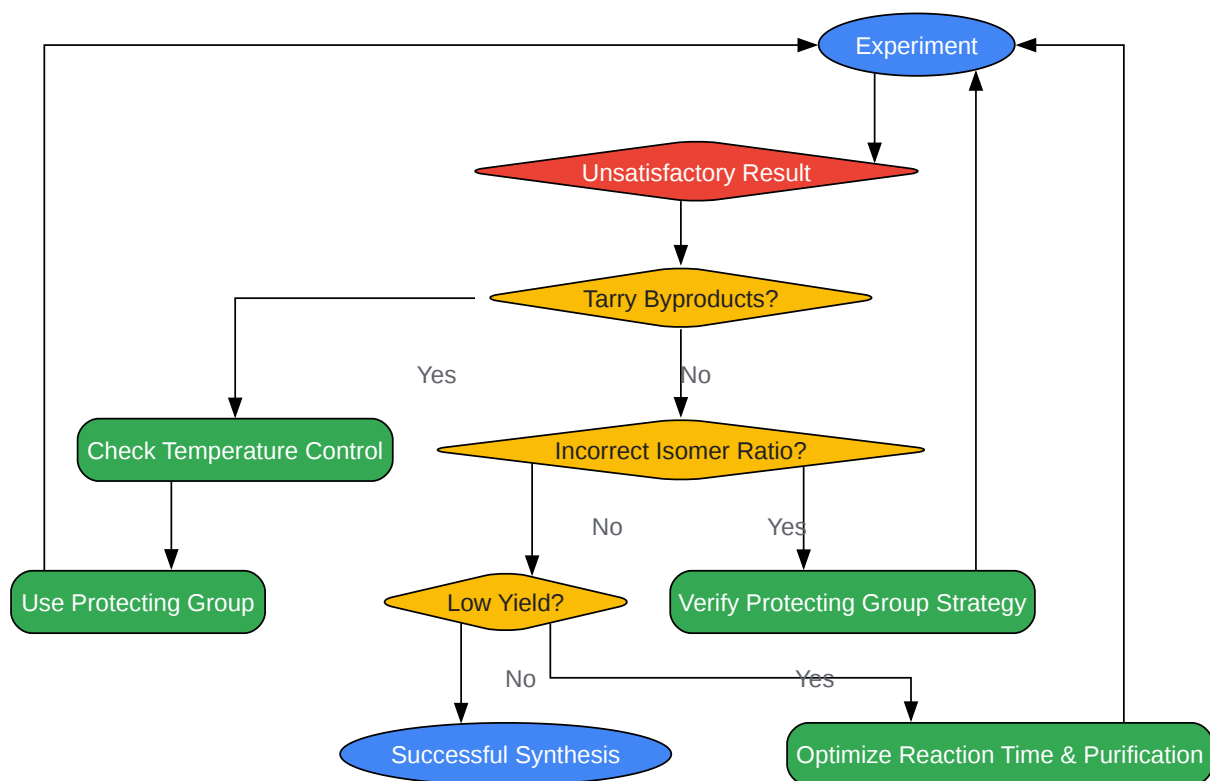 Experiment
Unsatisfactory Result
Tarry Byproducts?
Yes
No
Check Temperature Control
Incorrect Isomer Ratio?
No
Yes
Use Protecting Group
Low Yield?
Verify Protecting Group Strategy
No
Yes
Successful Synthesis
Optimize Reaction Time & Purification